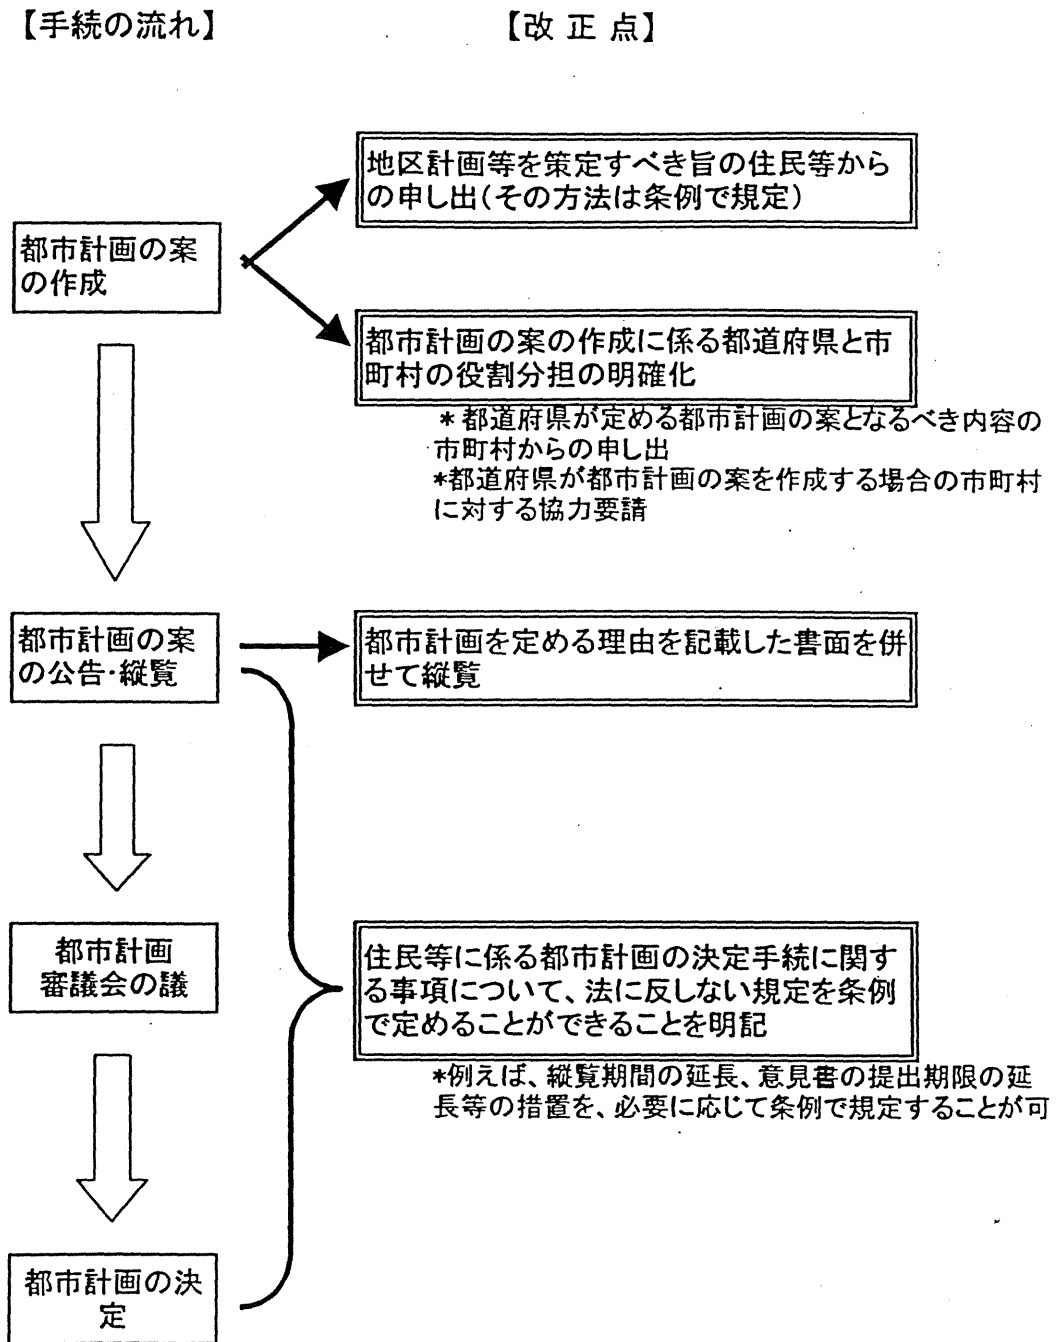 【手続の流れ】
【改 正 点】
都市計画の案
の作成
地区計画等を策定すべき旨の住民等から
の申し出(その方法は条例で規定)
都市計画の案の作成に係る都道府県と市
町村の役割分担の明確化
*都道府県が定める都市計画の案となるべき内容の
市町村からの申し出
*都道府県が都市計画の案を作成する場合の市町村
に対する協力要請
都市計画の案
の公告・縦覧
都市計画を定める理由を記載した書面を併
せて縦覧
都市計画
審議会の議
住民等に係る都市計画の決定手続に関す
る事項について、法に反しない規定を条例
で定めることができることを明記
*例えば、縦覧期間の延長、意見書の提出期限の延
長等の措置を、必要に応じて条例で規定することが可
都市計画の決
定